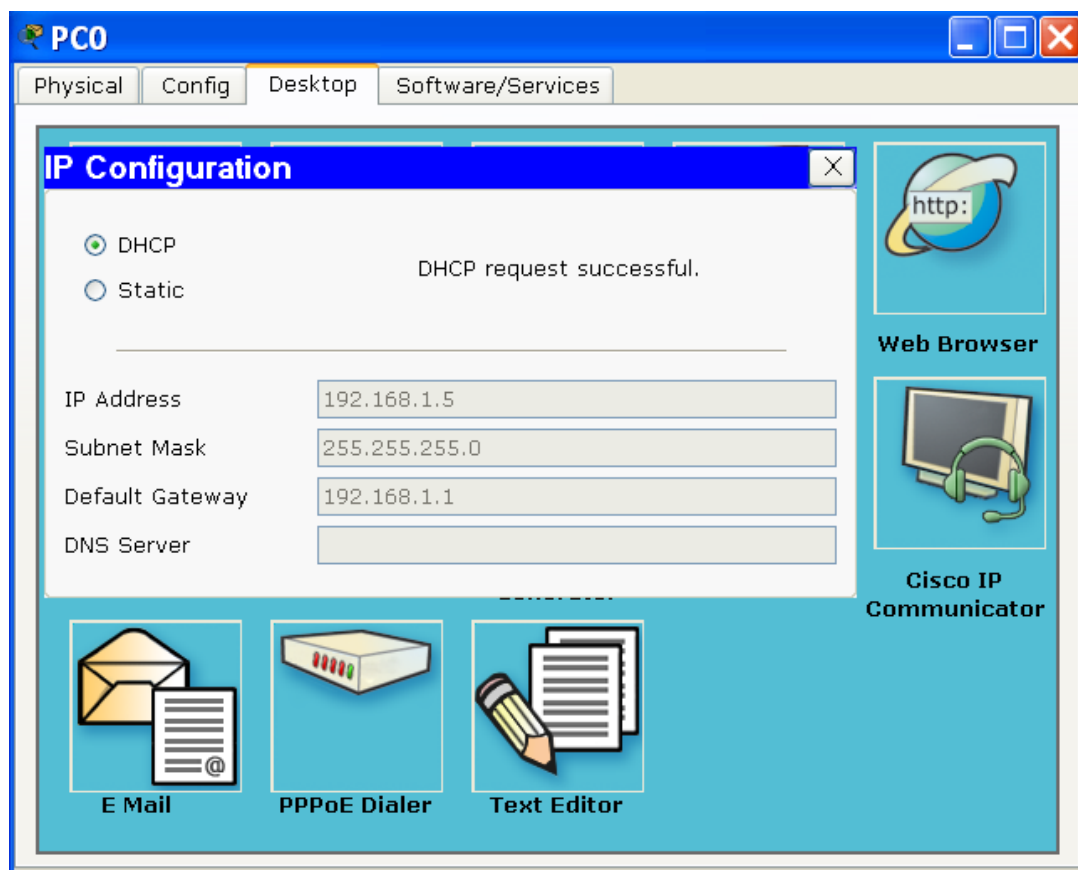 PC0
Physical Config Desktop Software/Services
IP Configuration
http:
DHCP
DHCP request successful.
Static
Web Browser
IP Address 192.168.1.5
Subnet Mask 255.255.255.0
Default Gateway 192.168.1.1
DNS Server
Cisco IP
Communicator
@
E Mail PPPoE Dialer Text Editor